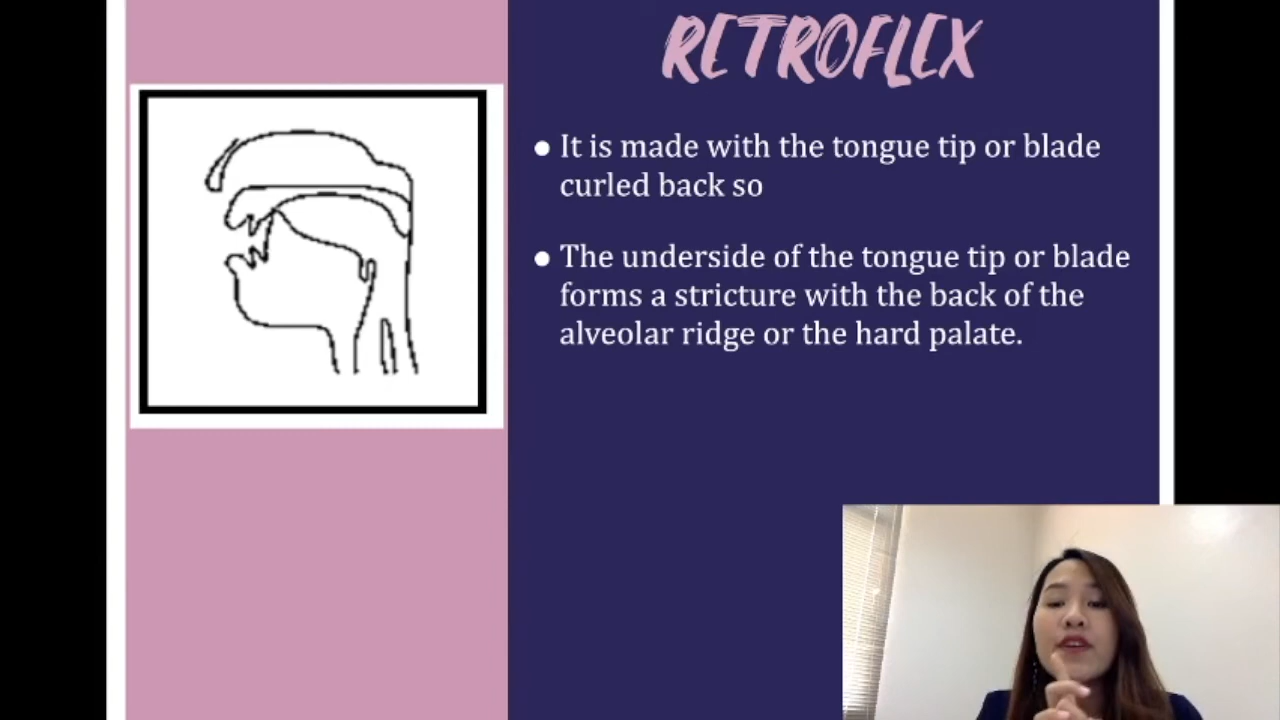 RETROFLEX
• It is made with the tongue tip or blade
curled back so
• The underside of the tongue tip or blade
forms a stricture with the back of the
alveolar ridge or the hard palate.